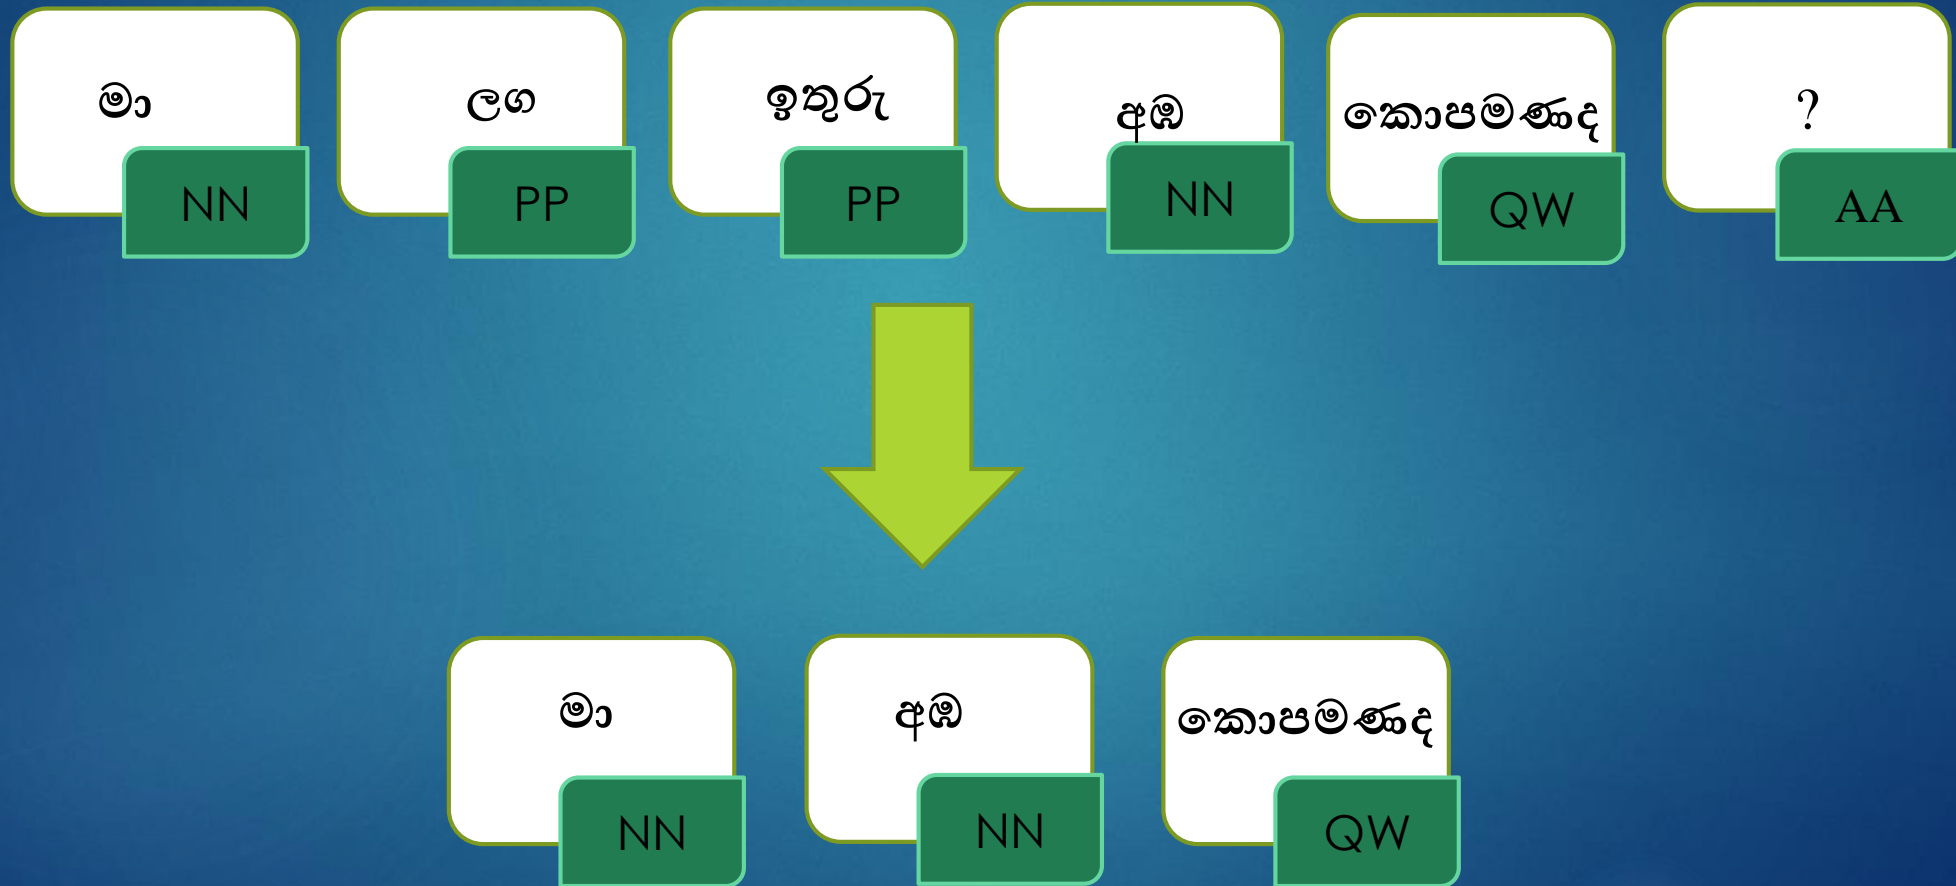 මා ලග ඉතුරු අඹ කොපමණද ?
NN PP PP NN QW AA
මා අඹ කොපමණද
NN NN QW